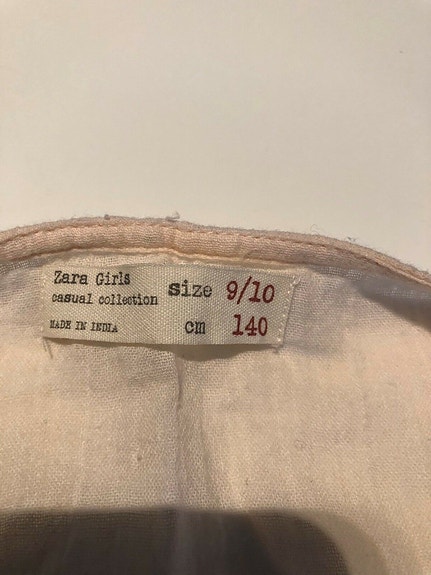 Zara Girls
casual collection
MADE IN INDIA
size 9/10
cm 140